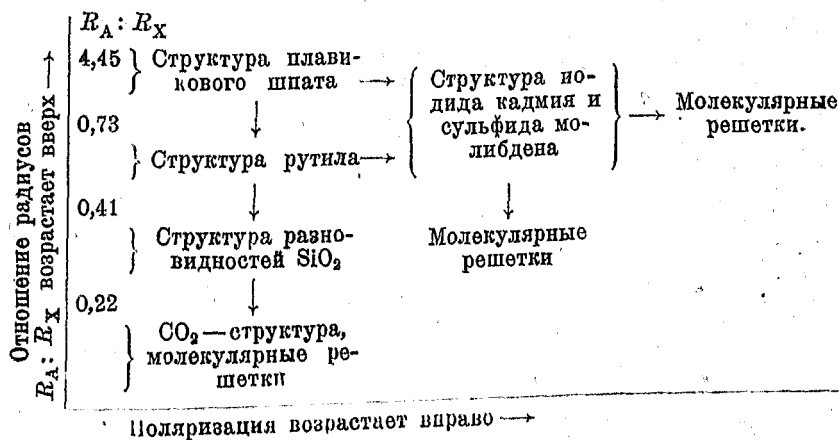 R_A : R_X
4,45
Структура плави-
кового шпата
Структура ио-
дида кадмия и
сульфида мо-
либдена
Молекулярные
решетки.
0,73
Структура рутила
0,41
Структура разно-
видностей SiO₂
Молекулярные
решетки
0,22
CO₂—структура,
молекулярные ре-
шетки
Отношение радиусов
R_A : R_X возрастает вверх →
Поляризация возрастает вправо →